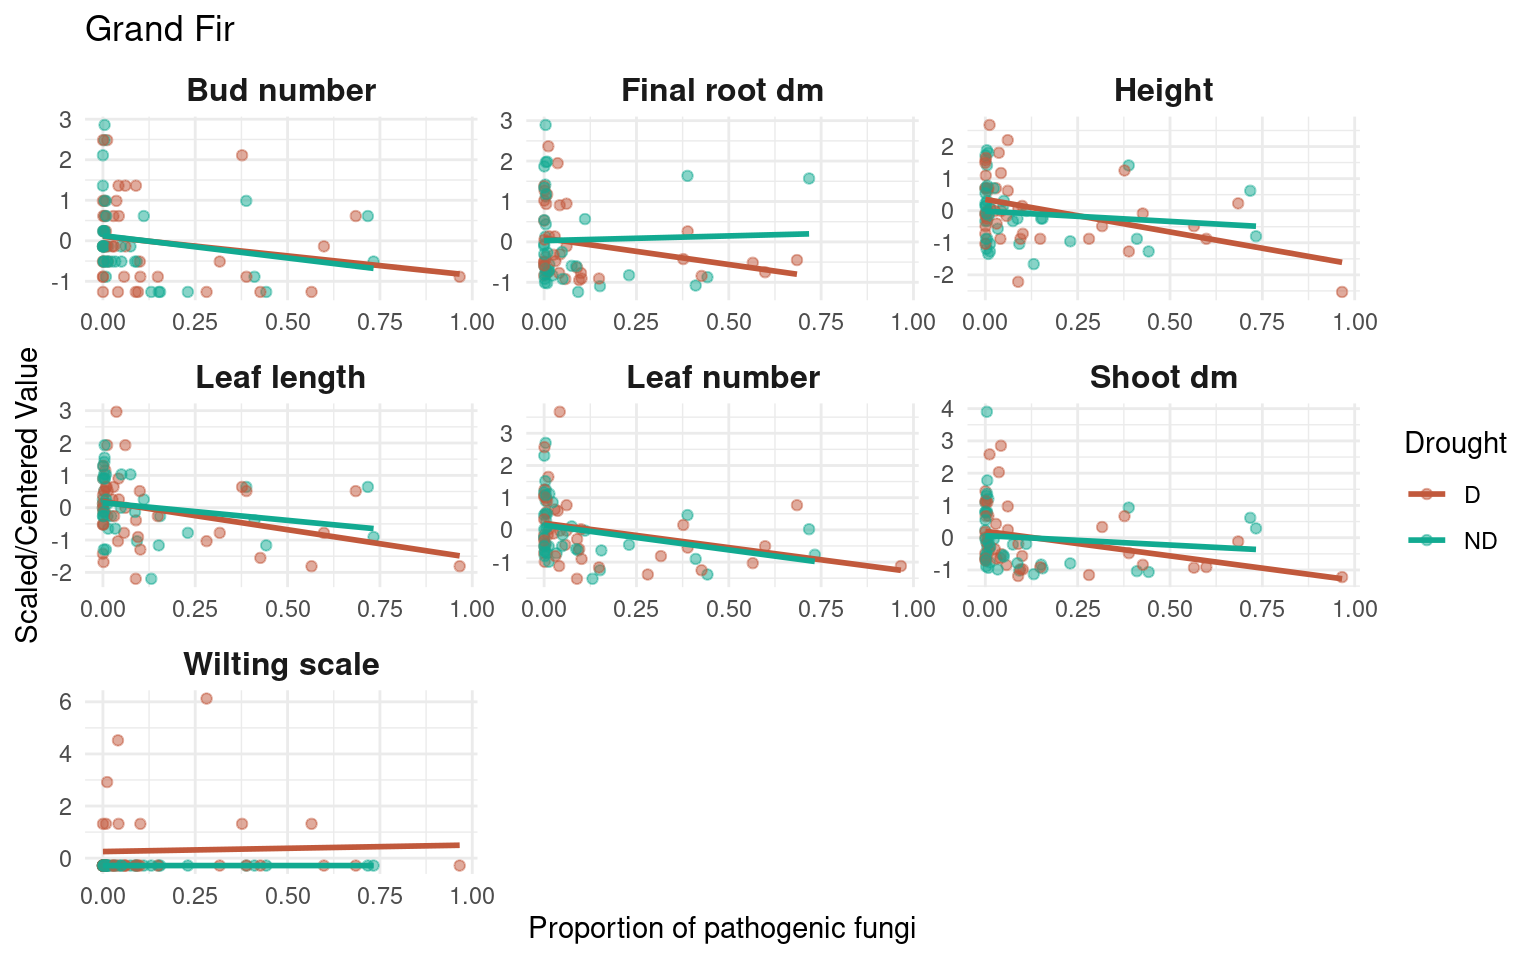 Grand Fir
Bud number
Final root dm
Height
3
2
1
0
-1
0.00 0.25 0.50 0.75 1.00
3
2
1
0
-1
0.00 0.25 0.50 0.75 1.00
2
1
0
-1
-2
0.00 0.25 0.50 0.75 1.00
Leaf length
Leaf number
Shoot dm
3
2
1
0
-1
-2
0.00 0.25 0.50 0.75 1.00
3
2
1
0
-1
0.00 0.25 0.50 0.75 1.00
4
3
2
1
0
-1
0.00 0.25 0.50 0.75 1.00
Wilting scale
6
4
2
0
0.00 0.25 0.50 0.75 1.00
Scaled/Centered Value
Proportion of pathogenic fungi
Drought
D
ND